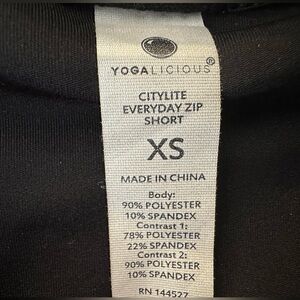 YOGALICIOUS®
CITYLITE
EVERYDAY ZIP
SHORT
XS
MADE IN CHINA
Body:
90% POLYESTER
10% SPANDEX
Contrast 1:
78% POLYESTER
22% SPANDEX
Contrast 2:
90% POLYESTER
10% SPANDEX
RN 144527